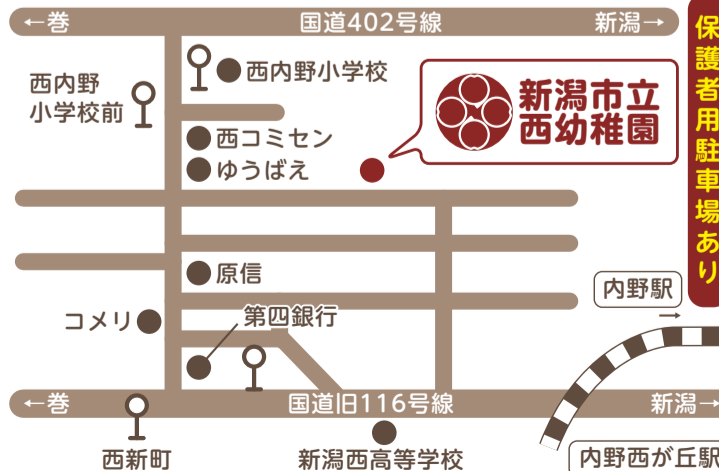 ←巻
国道402号線
新潟→
保護者用駐車場あり
西内野
小学校前
西内野小学校
新潟市立
西幼稚園
西コミセン
ゆうばえ
原信
内野駅
→
コメリ
第四銀行
←巻
国道旧116号線
新潟→
西新町
新潟西高等学校
内野西が丘駅